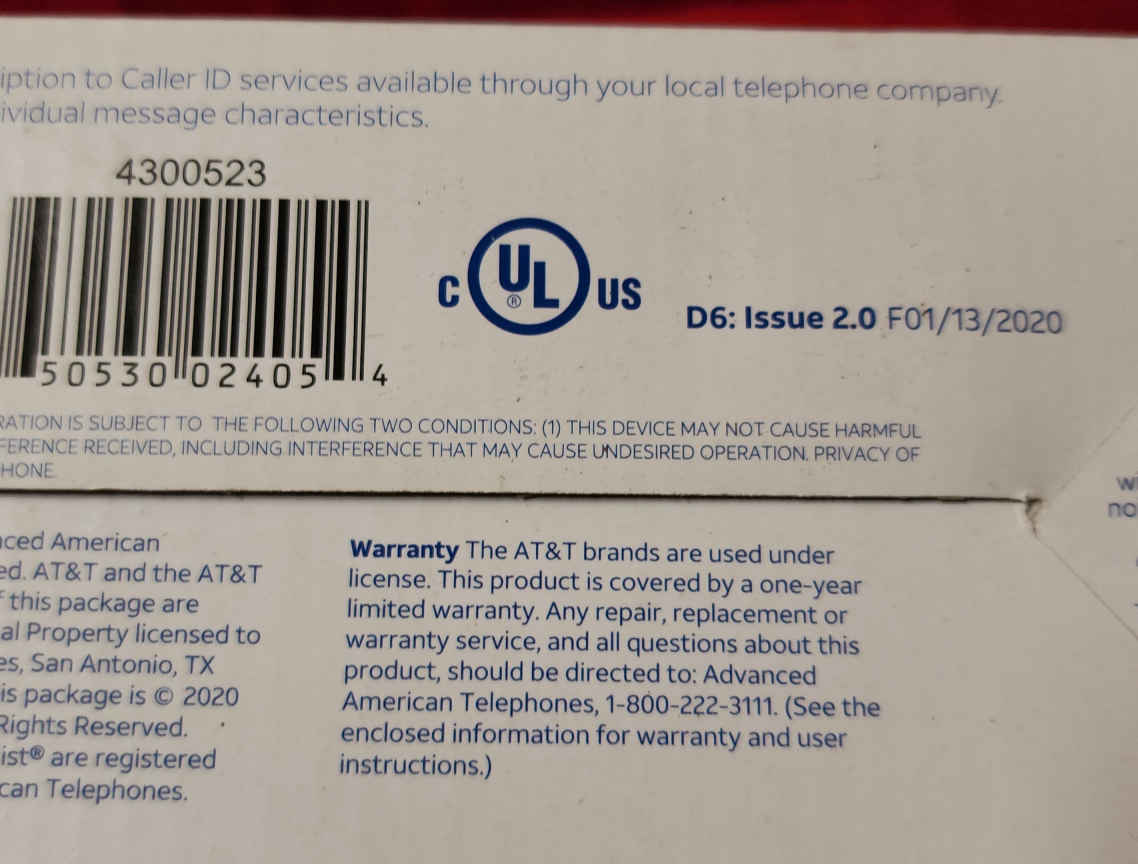 iption to Caller ID services available through your local telephone company.
ividual message characteristics.
4300523
C UL® US
D6: Issue 2.0 F01/13/2020
50530 02405 4
RATION IS SUBJECT TO THE FOLLOWING TWO CONDITIONS: (1) THIS DEVICE MAY NOT CAUSE HARMFUL
FERENCE RECEIVED, INCLUDING INTERFERENCE THAT MAY CAUSE UNDESIRED OPERATION. PRIVACY OF
HONE.
wi
no
nced American
ed. AT&T and the AT&T
f this package are
al Property licensed to
es, San Antonio, TX
is package is © 2020
Rights Reserved.
ist® are registered
can Telephones.
Warranty The AT&T brands are used under
license. This product is covered by a one-year
limited warranty. Any repair, replacement or
warranty service, and all questions about this
product, should be directed to: Advanced
American Telephones, 1-800-222-3111. (See the
enclosed information for warranty and user
instructions.)